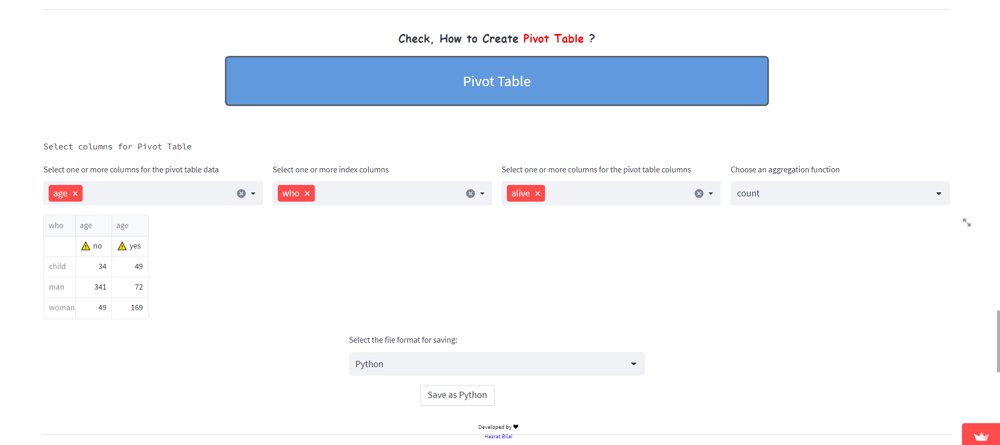 Check, How to Create Pivot Table ?
Pivot Table
Select columns for Pivot Table
Select one or more columns for the pivot table data
Select one or more index columns
Select one or more columns for the pivot table columns
Choose an aggregation function
age
who
alive
count
who age age
no yes
child 34 49
man 341 72
woman 49 169
Select the file format for saving:
Python
Save as Python
Developed by ♥
Hazrat Bilal